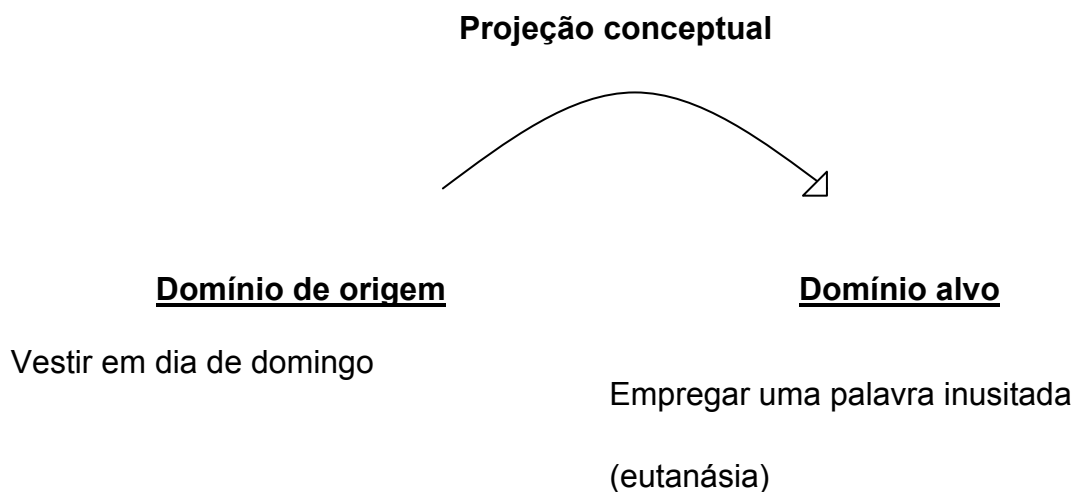 Projeção conceptual
Domínio de origem
Domínio alvo
Vestir em dia de domingo
Empregar uma palavra inusitada
(eutanásia)